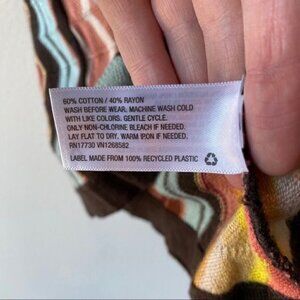 60% COTTON / 40% RAYON
WASH BEFORE WEAR. MACHINE WASH COLD
WITH LIKE COLORS. GENTLE CYCLE.
ONLY NON-CHLORINE BLEACH IF NEEDED.
LAY FLAT TO DRY. WARM IRON IF NEEDED.
RN17730 VN1268582
LABEL MADE FROM 100% RECYCLED PLASTIC